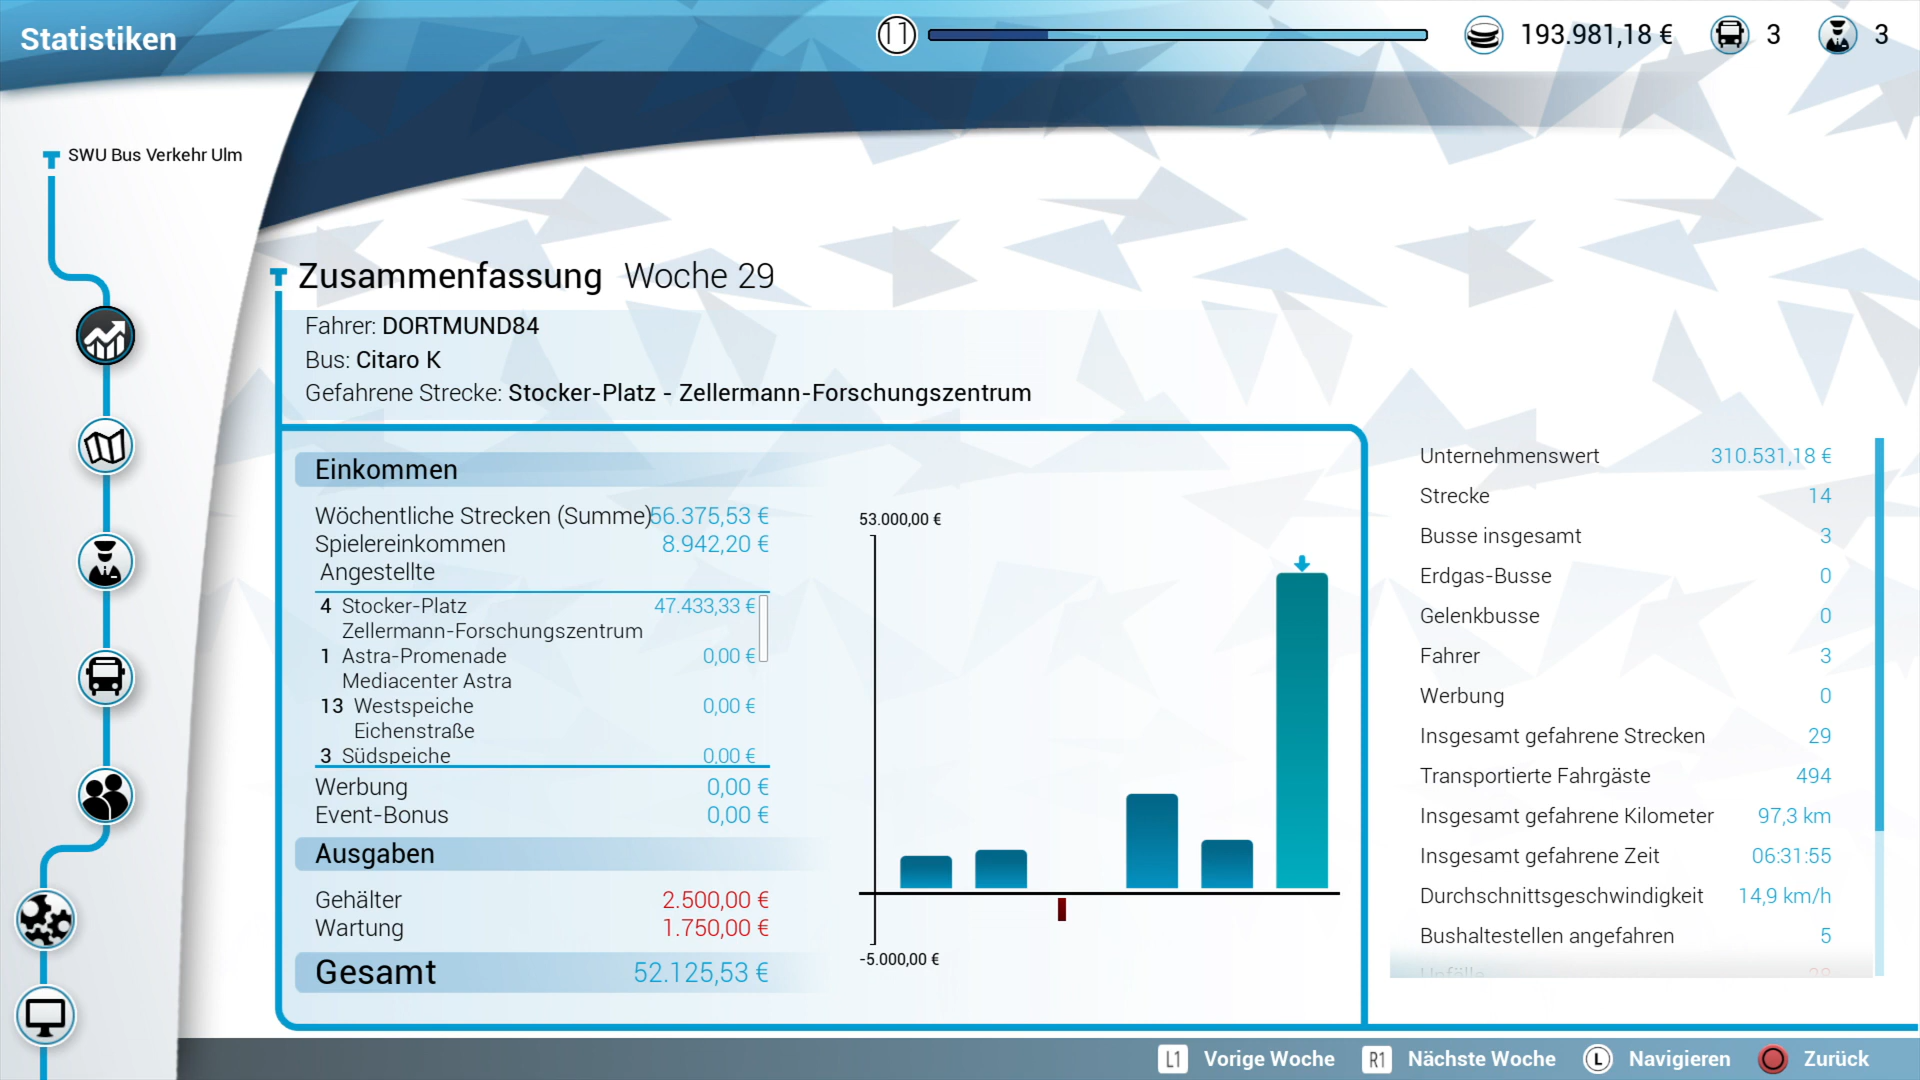 Statistiken
11
193.981,18 €
3
3
SWU Bus Verkehr Ulm
Zusammenfassung Woche 29
Fahrer: DORTMUND84
Bus: Citaro K
Gefahrene Strecke: Stocker-Platz - Zellermann-Forschungszentrum
Einkommen
Wöchentliche Strecken (Summe) 56.375,53 €
Spielereinkommen 8.942,20 €
Angestellte
4 Stocker-Platz 47.433,33 €
Zellermann-Forschungszentrum
1 Astra-Promenade 0,00 €
Mediacenter Astra
13 Westspeiche 0,00 €
Eichenstraße
3 Südspeiche 0,00 €
Werbung 0,00 €
Event-Bonus 0,00 €
Ausgaben
Gehälter 2.500,00 €
Wartung 1.750,00 €
Gesamt 52.125,53 €
53.000,00 €
-5.000,00 €
Unternehmenswert 310.531,18 €
Strecke 14
Busse insgesamt 3
Erdgas-Busse 0
Gelenkbusse 0
Fahrer 3
Werbung 0
Insgesamt gefahrene Strecken 29
Transportierte Fahrgäste 494
Insgesamt gefahrene Kilometer 97,3 km
Insgesamt gefahrene Zeit 06:31:55
Durchschnittsgeschwindigkeit 14,9 km/h
Bushaltestellen angefahren 5
Unfälle
L1 Vorige Woche R1 Nächste Woche L Navigieren Zurück